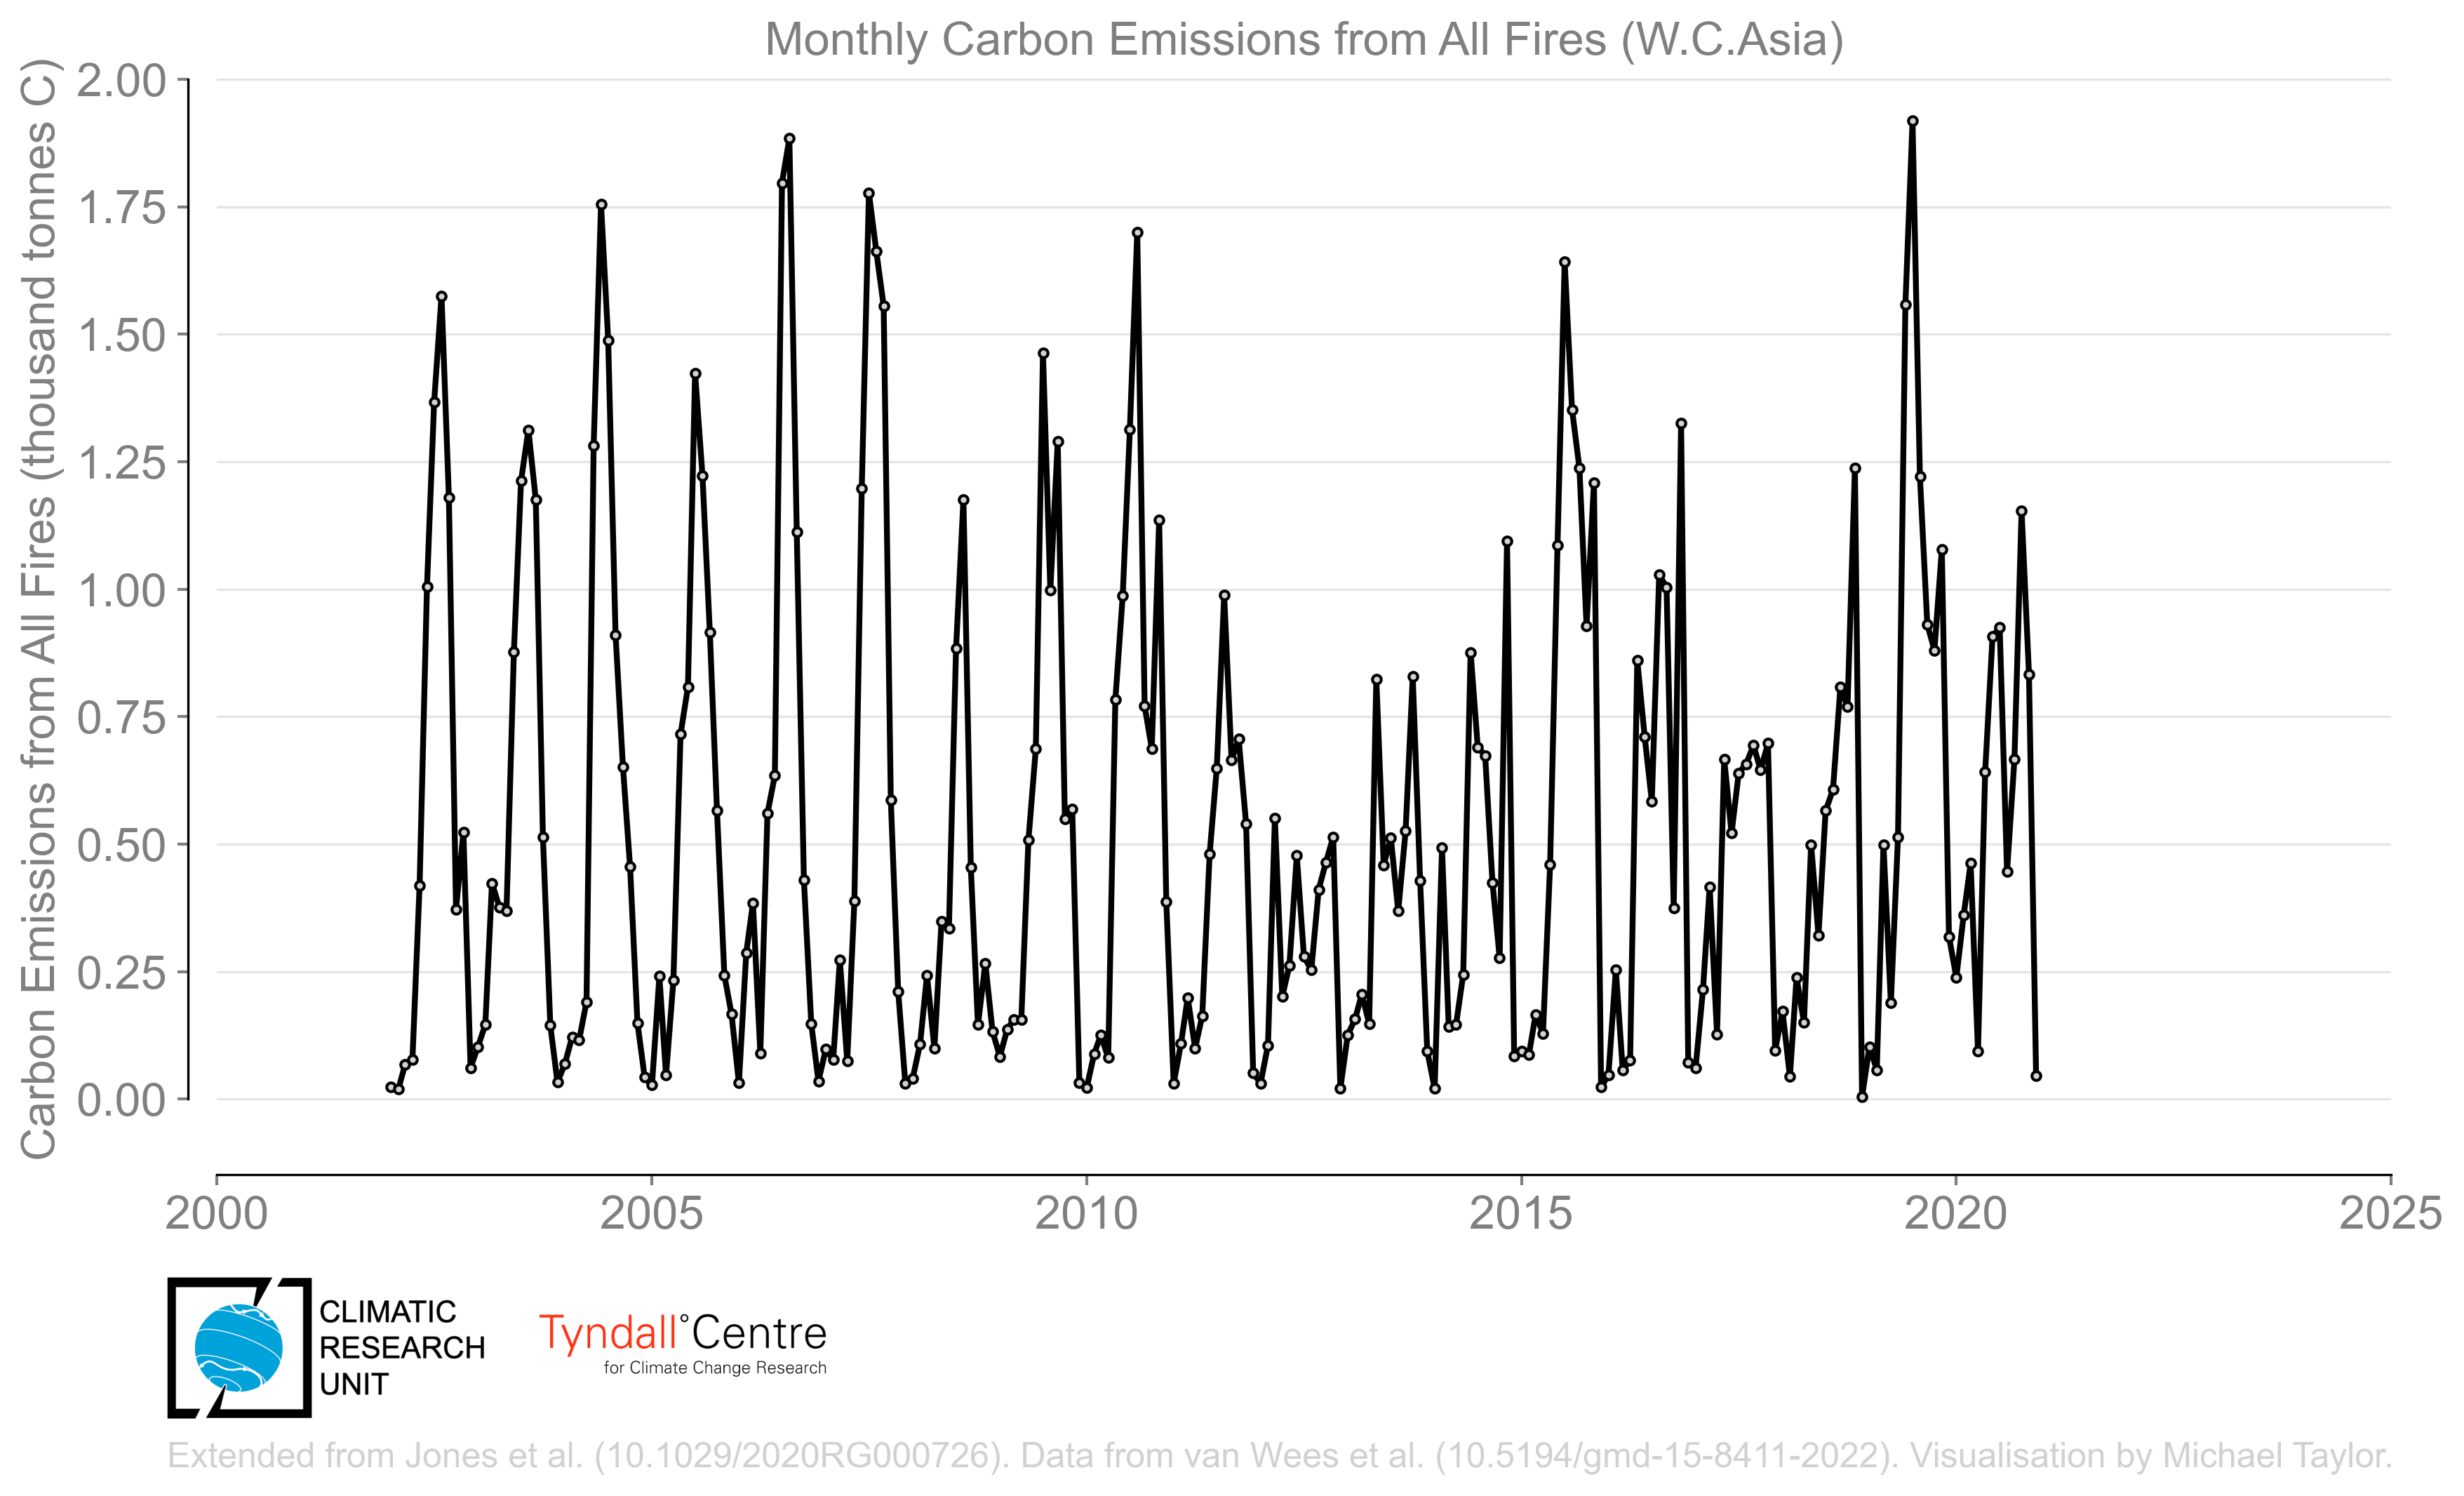 Monthly Carbon Emissions from All Fires (W.C.Asia)
Carbon Emissions from All Fires (thousand tonnes C)
2.00
1.75
1.50
1.25
1.00
0.75
0.50
0.25
0.00
2000 2005 2010 2015 2020 2025
CLIMATIC
RESEARCH
UNIT
Tyndall°Centre
for Climate Change Research
Extended from Jones et al. (10.1029/2020RG000726). Data from van Wees et al. (10.5194/gmd-15-8411-2022). Visualisation by Michael Taylor.